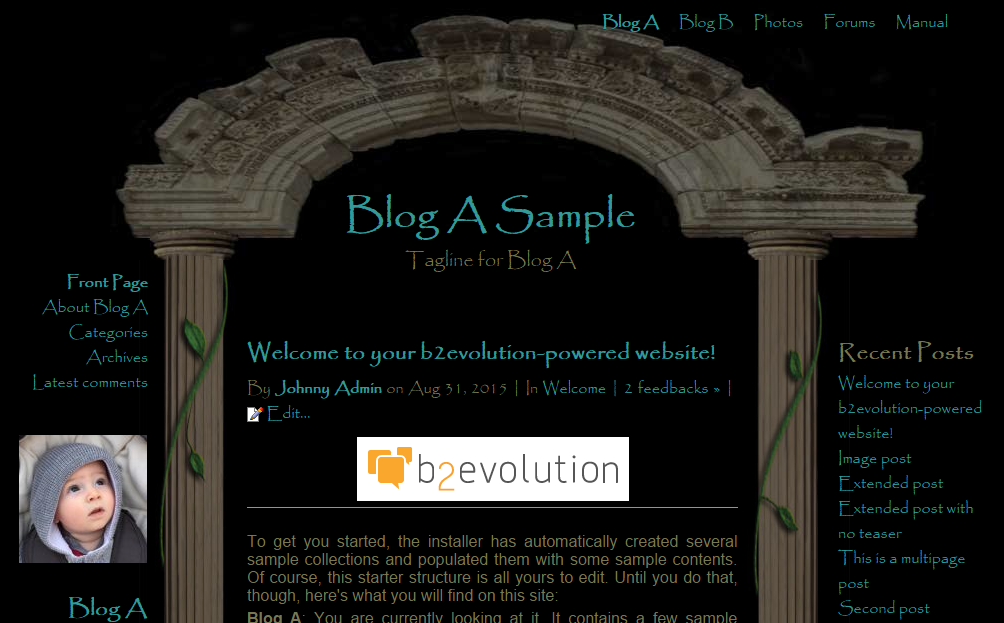 Blog A Blog B Photos Forums Manual
Blog A Sample
Tagline for Blog A
Front Page
About Blog A
Categories
Archives
Latest comments
Blog A
Welcome to your b2evolution-powered website!
By Johnny Admin on Aug 31, 2015 | In Welcome | 2 feedbacks » |
Edit...
b2evolution
To get you started, the installer has automatically created several
sample collections and populated them with some sample contents.
Of course, this starter structure is all yours to edit. Until you do that,
though, here's what you will find on this site:
Blog A: You are currently looking at it. It contains a few sample
Recent Posts
Welcome to your
b2evolution-powered
website!
Image post
Extended post
Extended post with
no teaser
This is a multipage
post
Second post